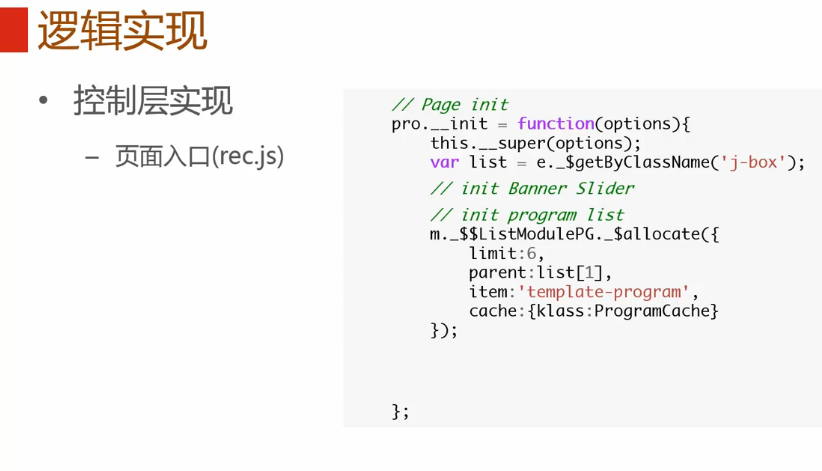 逻辑实现
• 控制层实现
– 页面入口(rec.js)
// Page init
pro.__init = function(options){
    this.__super(options);
    var list = e._$getByClassName('j-box');
    // init Banner Slider
    // init program list
    m._$$ListModulePG._$allocate({
        limit:6,
        parent:list[1],
        item:'template-program',
        cache:{klass:ProgramCache}
    });
};